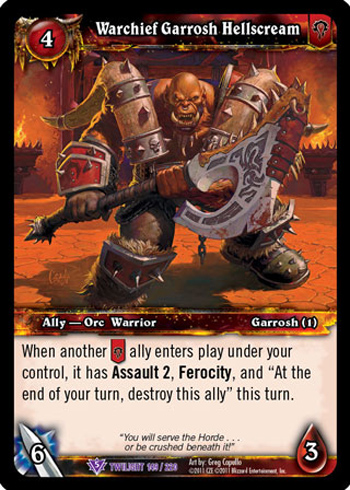 4
Warchief Garrosh Hellscream
Ally — Orc Warrior
Garrosh (1)
When another ally enters play under your
control, it has Assault 2, Ferocity, and “At the
end of your turn, destroy this ally” this turn.
"You will serve the Horde . . .
or be crushed beneath it!"
6
TWILIGHT 149 / 220
Art by: Greg Capullo
©2011 CZE ©2011 Blizzard Entertainment, Inc.
3